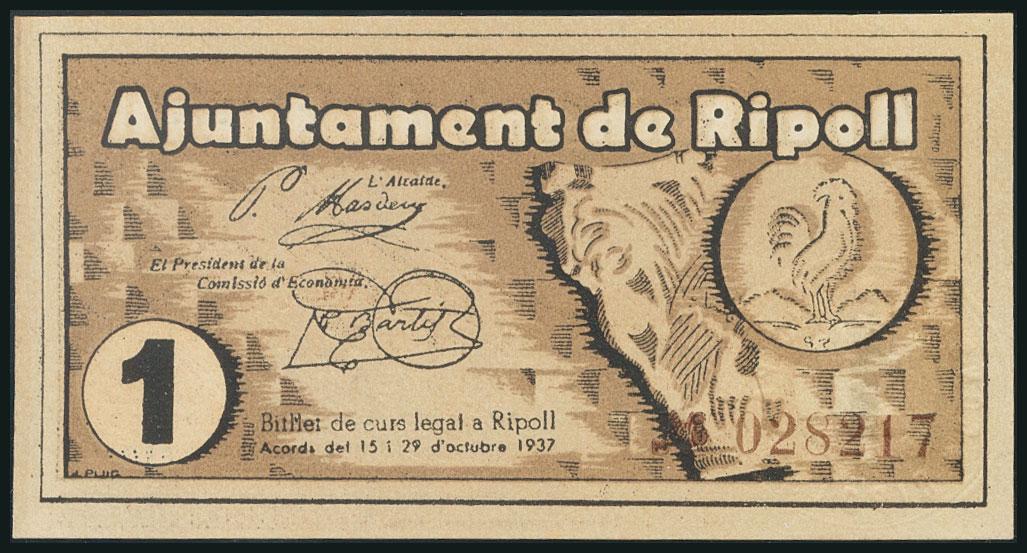 Ajuntament de Ripoll
L'Alcalde,
El President de la
Comissió d'Economia,
1
Bitllet de curs legal a Ripoll
Acords del 15 i 29 d'octubre 1937
028217
PUIG